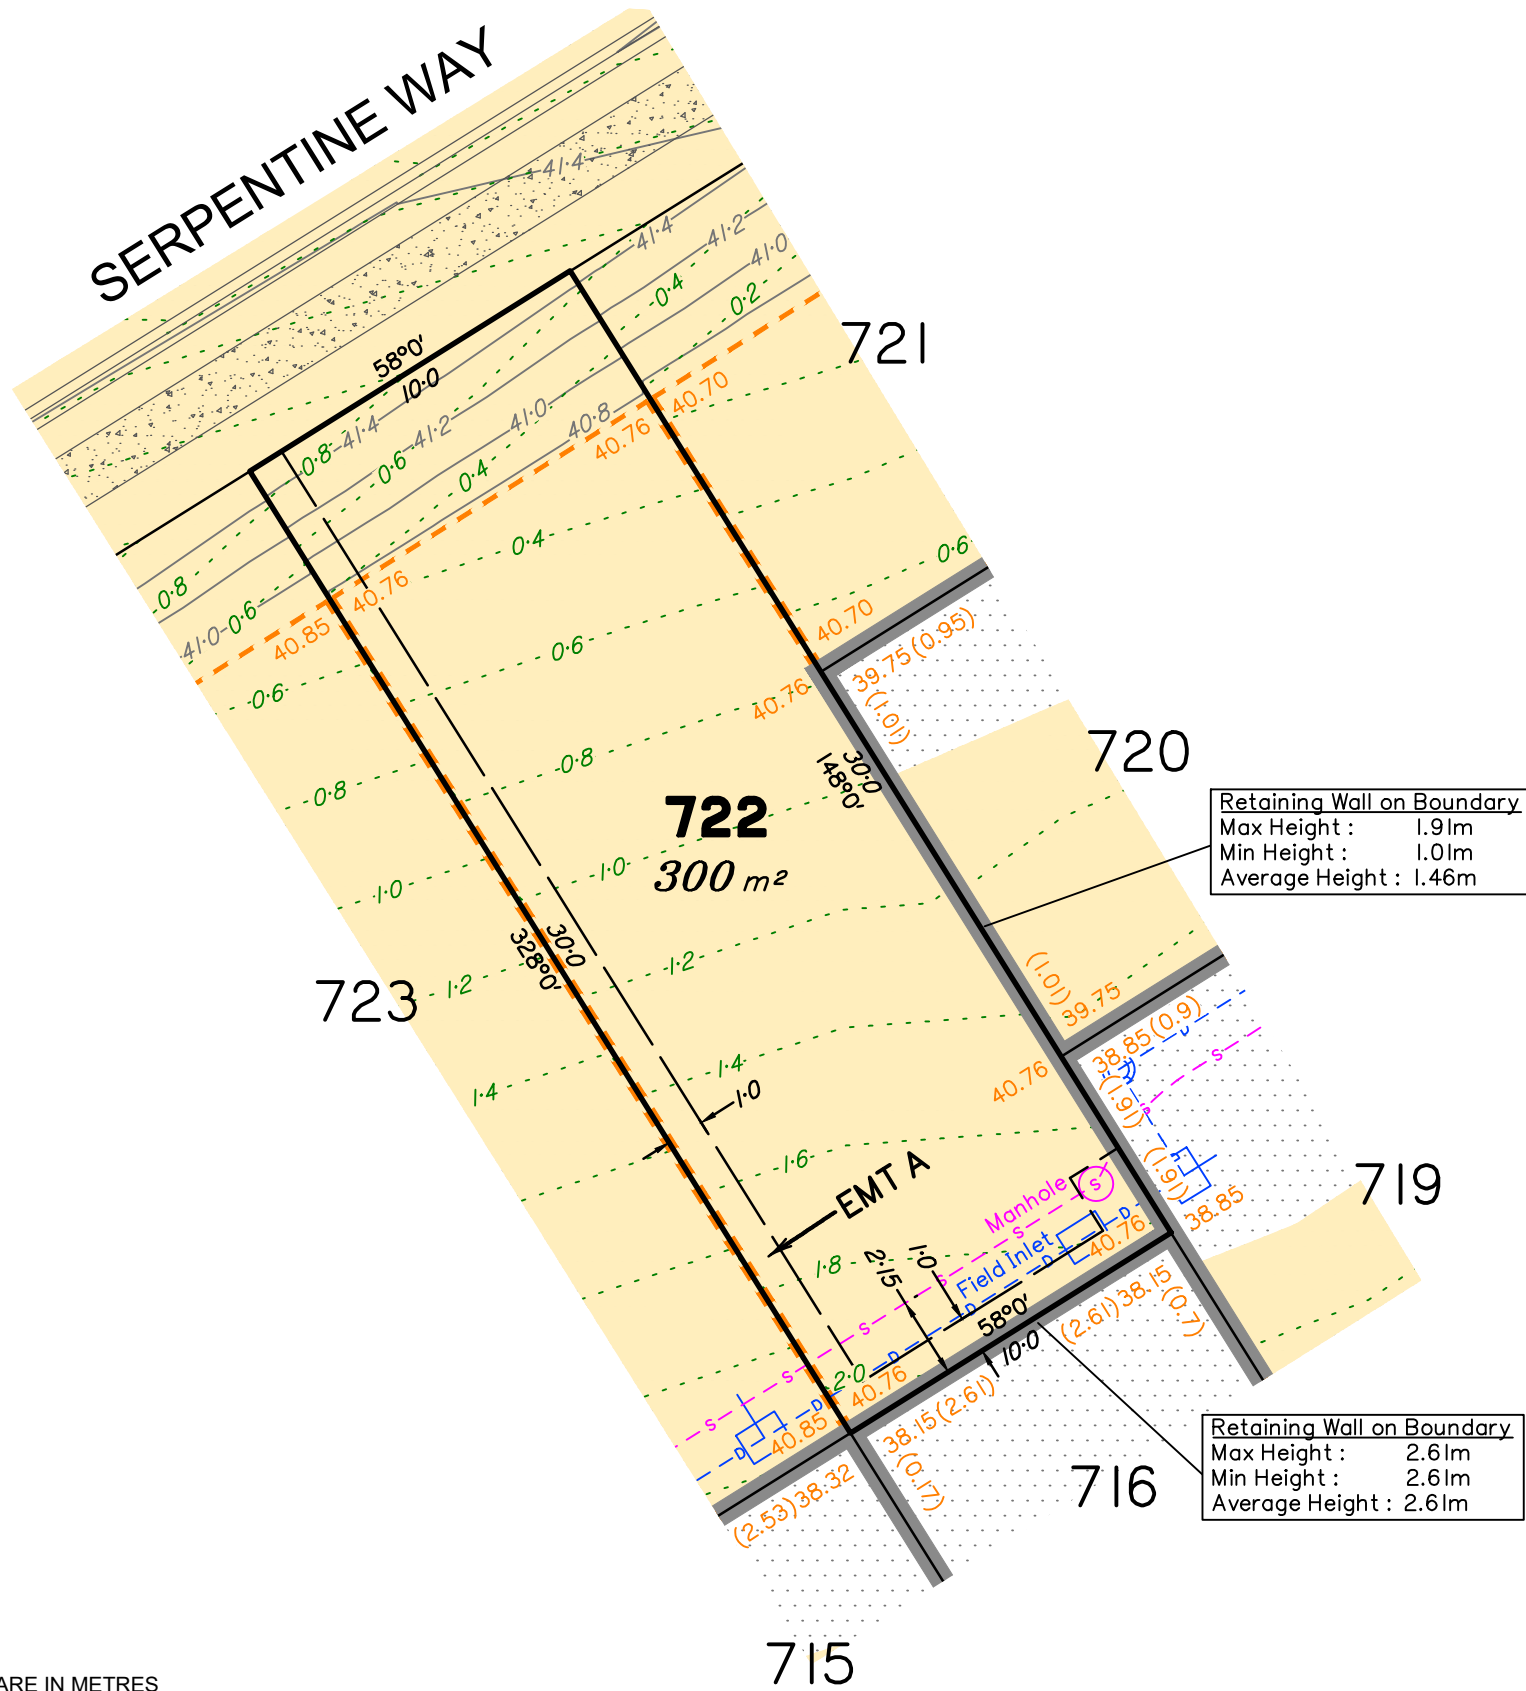 SERPENTINE WAY
41·4
41·4
41·2
41·0
0·4
0·2
721
58°0'
10·0
40.70
40.76
0·8
41·4
0·6
41·2
0·4
41·0
40·8
0·8
0·6
41·0
40.85
40.76
0·4
0·6
0·6
0·6
40.70
39.75(0.95)
(1.01)
40.76
0·8
0·8
30·0
148°0'
720
722
300 m²
Retaining Wall on Boundary
Max Height : 1.91m
Min Height : 1.01m
Average Height : 1.46m
1·0
1·0
30·0
328°0'
723
1·2
1·2
(1.01)
39.75
38.85(0.9)
40.76
(1.91)
(1.91)
38.85
D
S
S
D
1·4
1·4
1·0
1·6
EMT A
Manhole
S
719
1·8
2·15
1·0
Field Inlet
40.76
D
S
D
S
D
58°0'
10·0
(2.61)38.15
(0.7)
S
D
S
2·0
40.76
D
40.85
S
D
38.15(2.61)
(0.17)
(2.53)38.32
716
Retaining Wall on Boundary
Max Height : 2.61m
Min Height : 2.61m
Average Height : 2.61m
715
ARE IN METRES